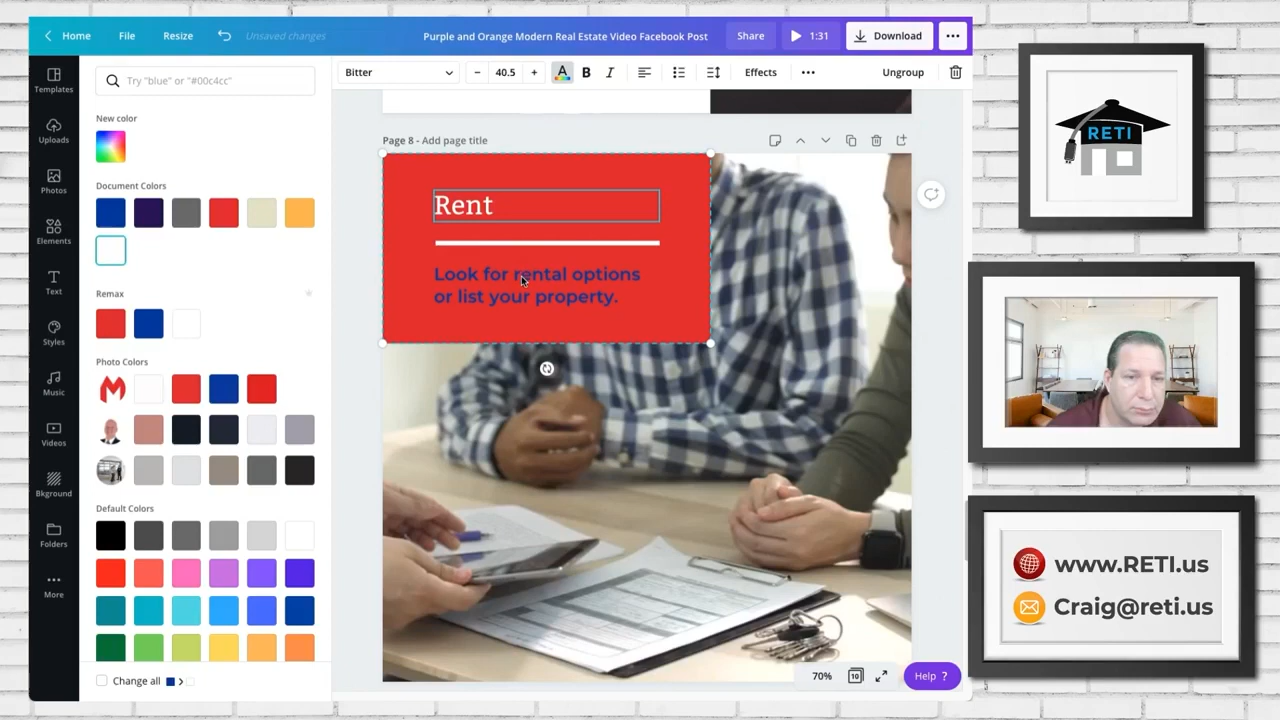 Home
File
Resize
Unsaved changes
Purple and Orange Modern Real Estate Video Facebook Post
Share
1:31
Download
Templates
Uploads
Photos
Elements
Text
Styles
Music
Videos
Bkground
Folders
More
Try "blue" or "#00c4cc"
New color
Document Colors
Remax
Photo Colors
Default Colors
Change all
Bitter
40.5
A
B
I
Effects
Ungroup
Page 8 - Add page title
Rent
Look for rental options
or list your property.
70%
10
Help ?
RETI
www.RETI.us
Craig@reti.us